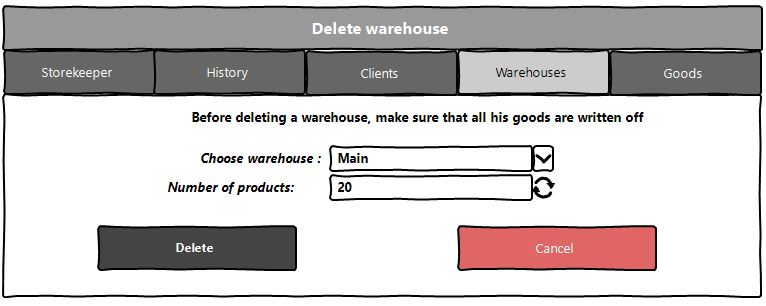 Delete warehouse
Storekeeper History Clients Warehouses Goods
Before deleting a warehouse, make sure that all his goods are written off
Choose warehouse : Main
Number of products: 20
Delete Cancel